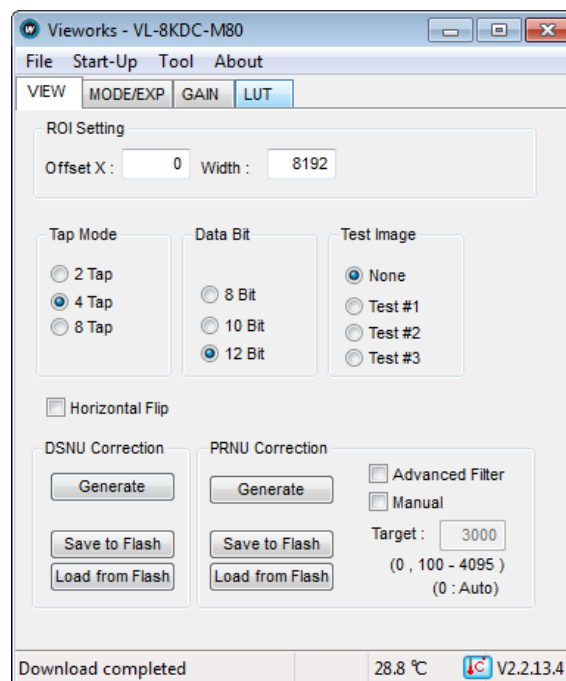 Vieworks - VL-8KDC-M80
File Start-Up Tool About
VIEW MODE/EXP GAIN LUT
ROI Setting
Offset X : 0 Width : 8192
Tap Mode
2 Tap
4 Tap
8 Tap
Data Bit
8 Bit
10 Bit
12 Bit
Test Image
None
Test #1
Test #2
Test #3
Horizontal Flip
DSNU Correction
Generate
Save to Flash
Load from Flash
PRNU Correction
Generate
Save to Flash
Load from Flash
Advanced Filter
Manual
Target : 3000
(0 , 100 - 4095 )
(0 : Auto)
Download completed 28.8 ℃ V2.2.13.4